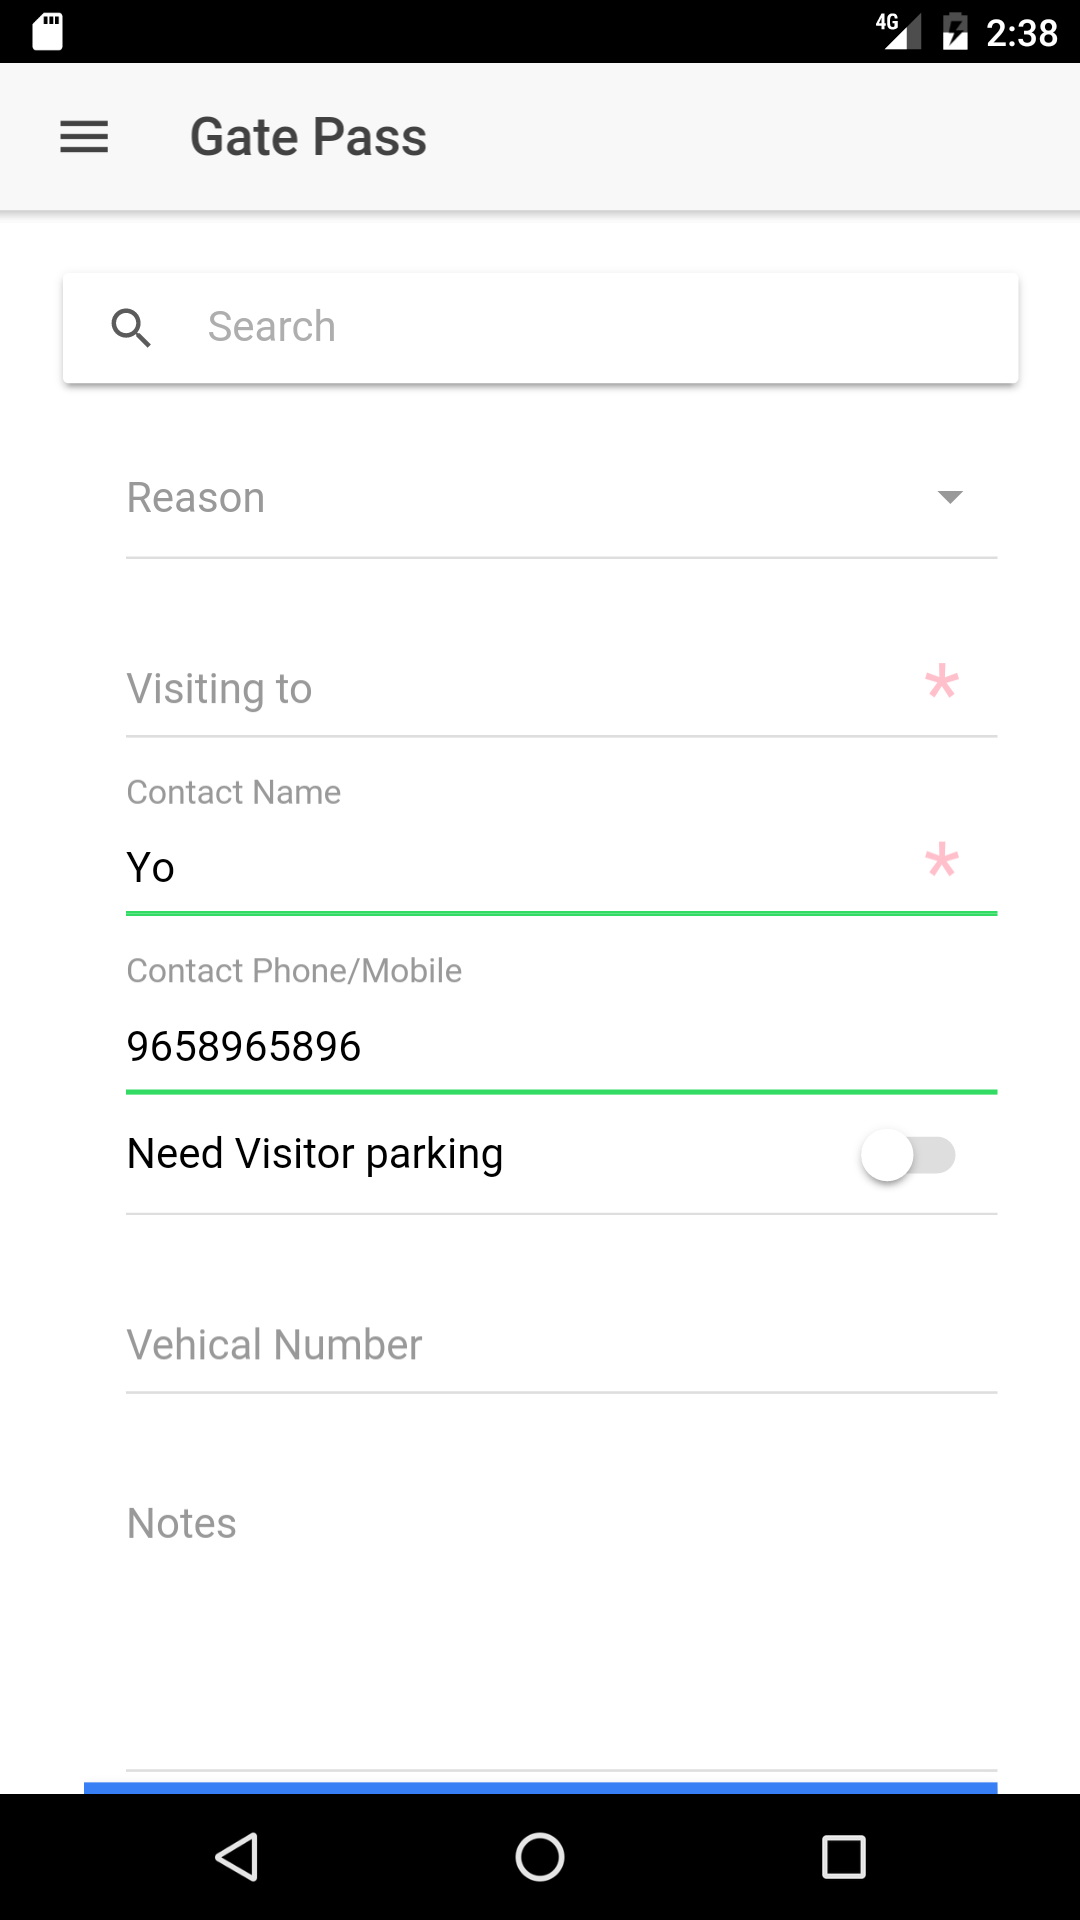 4G 2:38
Gate Pass
Search
Reason
Visiting to *
Contact Name
Yo *
Contact Phone/Mobile
9658965896
Need Visitor parking
Vehical Number
Notes